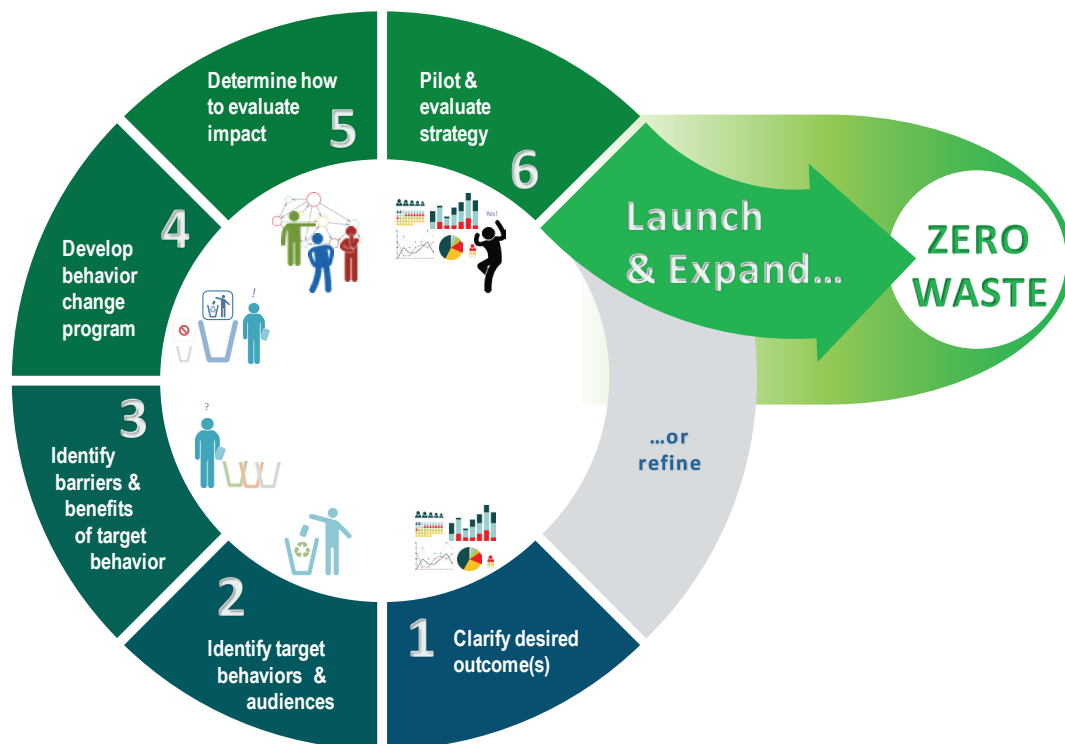 1
Clarify desired
outcome(s)
2
Identify target
behaviors &
audiences
3
Identify
barriers &
benefits
of target
behavior
?
4
Develop
behavior
change
program
!
5
Determine how
to evaluate
impact
6
Pilot &
evaluate
strategy
Yes!
Launch
& Expand...
ZERO
WASTE
...or
refine